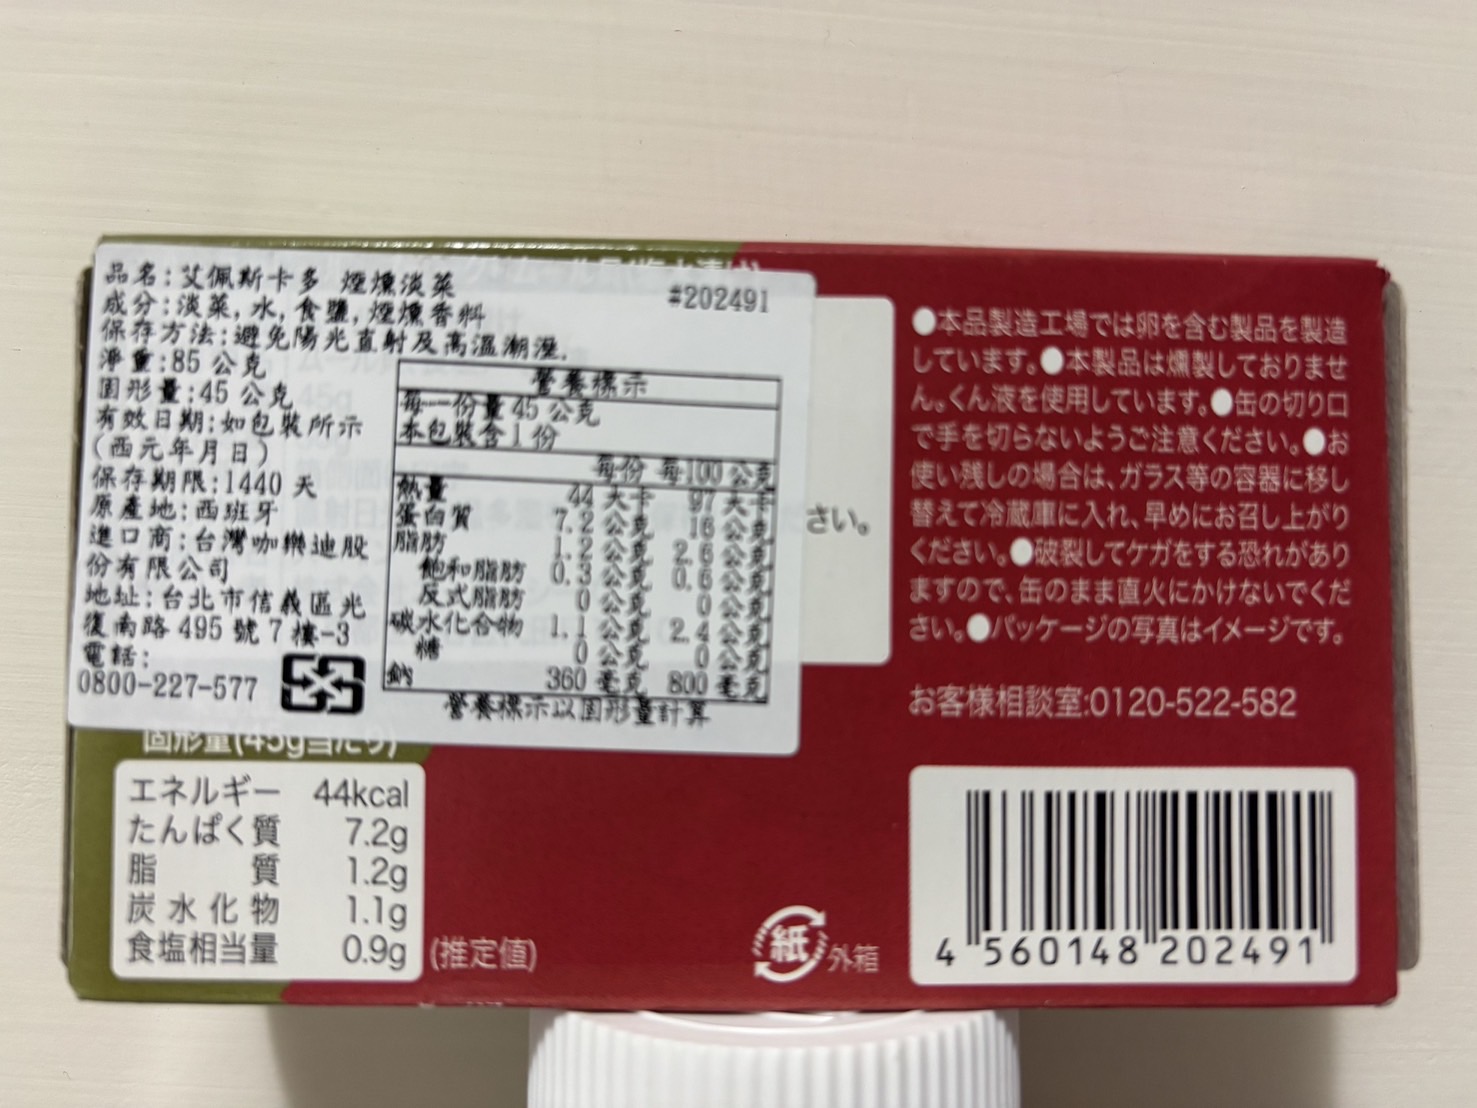 品名:艾佩斯卡多 煙燻淡菜
#202491
成分:淡菜,水,食鹽,煙燻香料
保存方法:避免陽光直射及高溫潮溼.
淨重:85 公克
固形量:45 公克
有效日期:如包裝所示
(西元年月日)
保存期限:1440 天
原產地:西班牙
進口商:台灣咖樂迪股
份有限公司
地址:台北市信義區光
復南路 495 號 7 樓-3
電話:
0800-227-577
營養標示
每一份量 45 公克
本包裝含 1 份
每份 每100 公克
熱量 44 大卡 97 大卡
蛋白質 7.2 公克 16 公克
脂肪 1.2 公克 2.6 公克
飽和脂肪 0.3 公克 0.6 公克
反式脂肪 0 公克 0 公克
碳水化合物 1.1 公克 2.4 公克
糖 0 公克 0 公克
鈉 360 毫克 800 毫克
營養標示以固形量計算
さい。
固形量(45g当たり)
エネルギー 44kcal
たんぱく質 7.2g
脂質 1.2g
炭水化物 1.1g
食塩相当量 0.9g
(推定値)
紙
外箱
●本品製造工場では卵を含む製品を製造
しています。●本製品は燻製しておりませ
ん。くん液を使用しています。●缶の切り口
で手を切らないようご注意ください。●お
使い残しの場合は、ガラス等の容器に移し
替えて冷蔵庫に入れ、早めにお召し上がり
ください。●破裂してケガをする恐れがあり
ますので、缶のまま直火にかけないでくだ
さい。●パッケージの写真はイメージです。
お客様相談室:0120-522-582
4 560148 202491